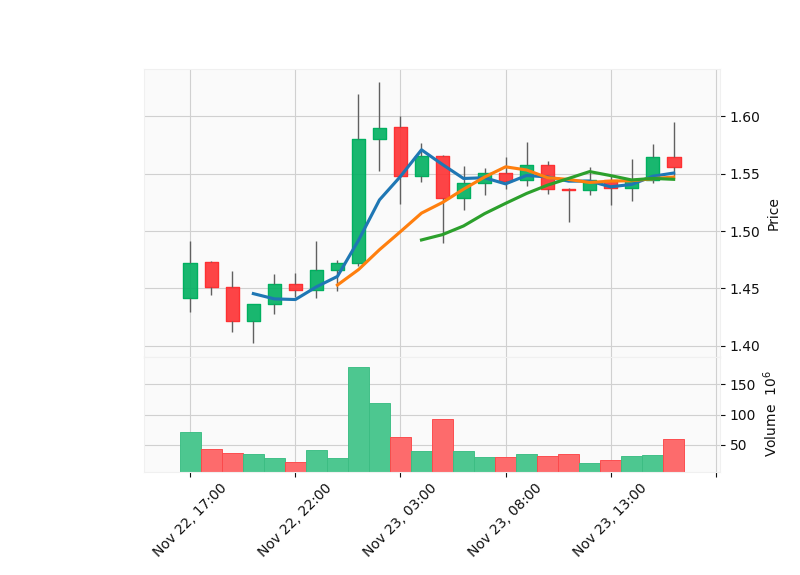 1.60
1.55
1.50
1.45
1.40
Price
150
100
50
Volume 10^6
Nov 22, 17:00
Nov 22, 22:00
Nov 23, 03:00
Nov 23, 08:00
Nov 23, 13:00